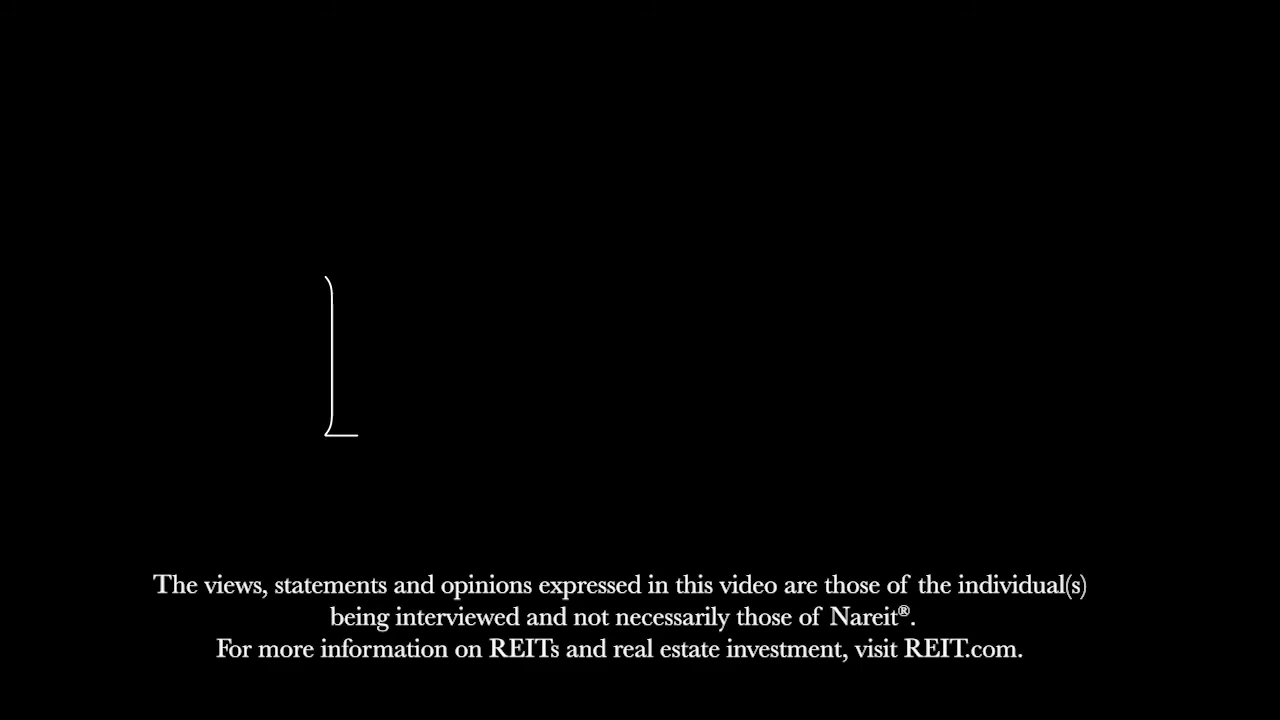 The views, statements and opinions expressed in this video are those of the individual(s)
being interviewed and not necessarily those of Nareit®.
For more information on REITs and real estate investment, visit REIT.com.